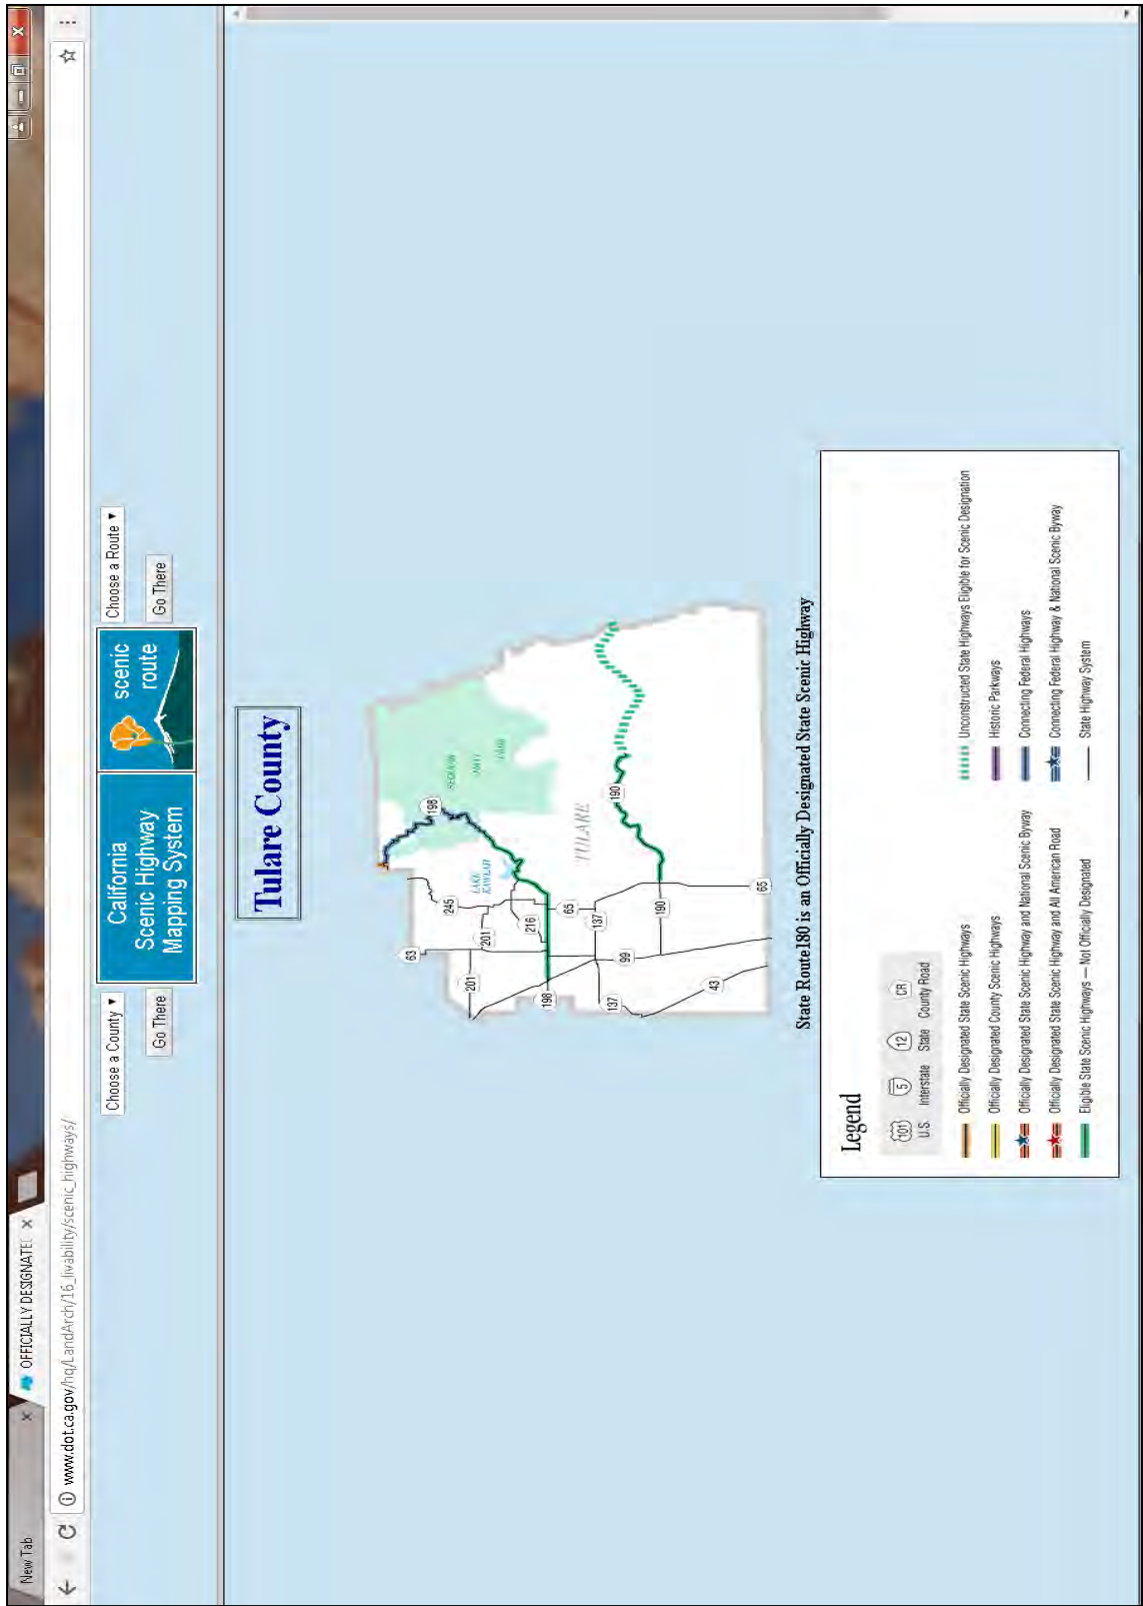 New Tab
OFFICIALLY DESIGNATE
www.dot.ca.gov/hq/LandArch/16_livability/scenic_highways/
Choose a County
Go There
California
Scenic Highway
Mapping System
scenic
route
Choose a Route
Go There
Tulare County
63
201
201
245
216
198
198
SEQUOIA
LAKE
KAWEAH
TULARE
65
137
137
99
190
190
43
65
State Route180 is an Officially Designated State Scenic Highway
Legend
101
5
12
CR
U.S.
Interstate
State
County Road
Officially Designated State Scenic Highways
Officially Designated County Scenic Highways
Officially Designated State Scenic Highway and National Scenic Byway
Officially Designated State Scenic Highway and All American Road
Eligible State Scenic Highways — Not Officially Designated
Unconstructed State Highways Eligible for Scenic Designation
Historic Parkways
Connecting Federal Highways
Connecting Federal Highway & National Scenic Byway
State Highway System